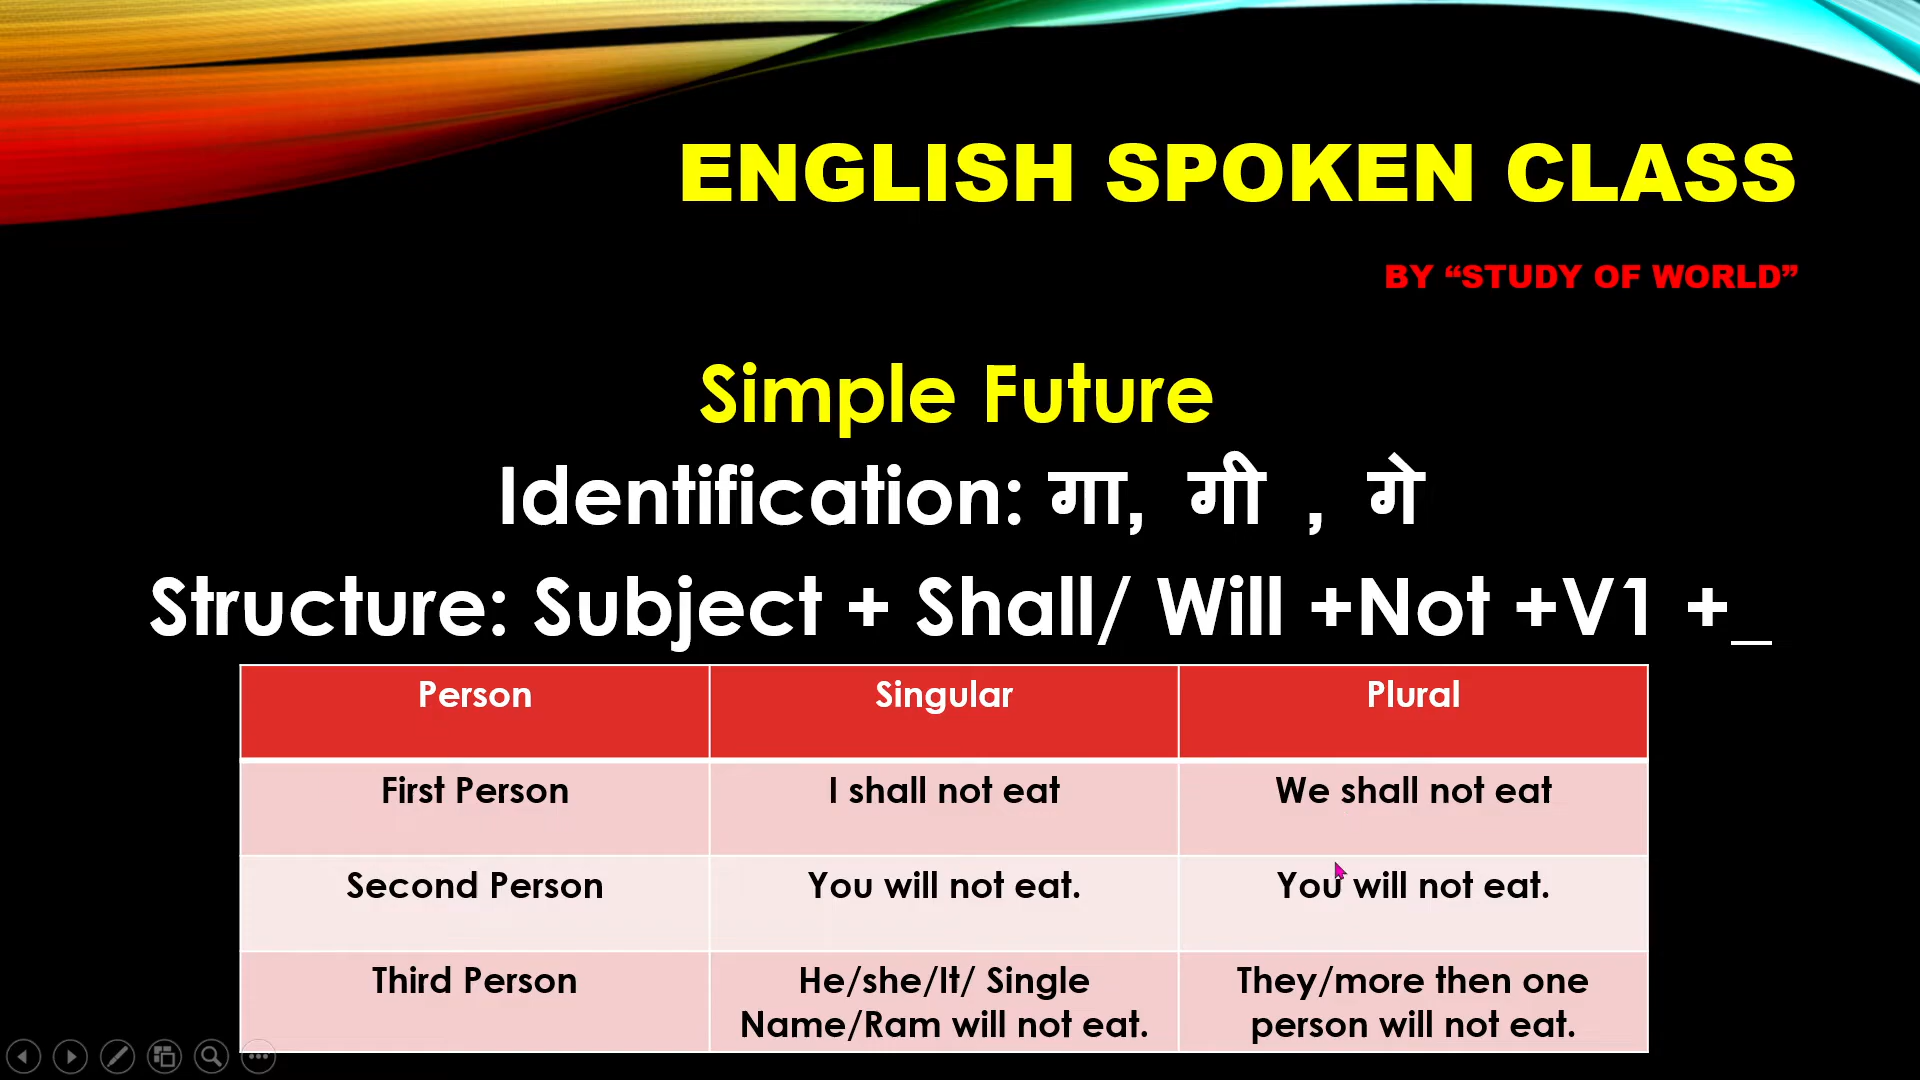 ENGLISH SPOKEN CLASS
BY “STUDY OF WORLD”
Simple Future
Identification: गा, गी , गे
Structure: Subject + Shall/ Will +Not +V1 +_
Person Singular Plural
First Person I shall not eat We shall not eat
Second Person You will not eat. You will not eat.
Third Person He/she/It/ Single They/more then one
Name/Ram will not eat. person will not eat.